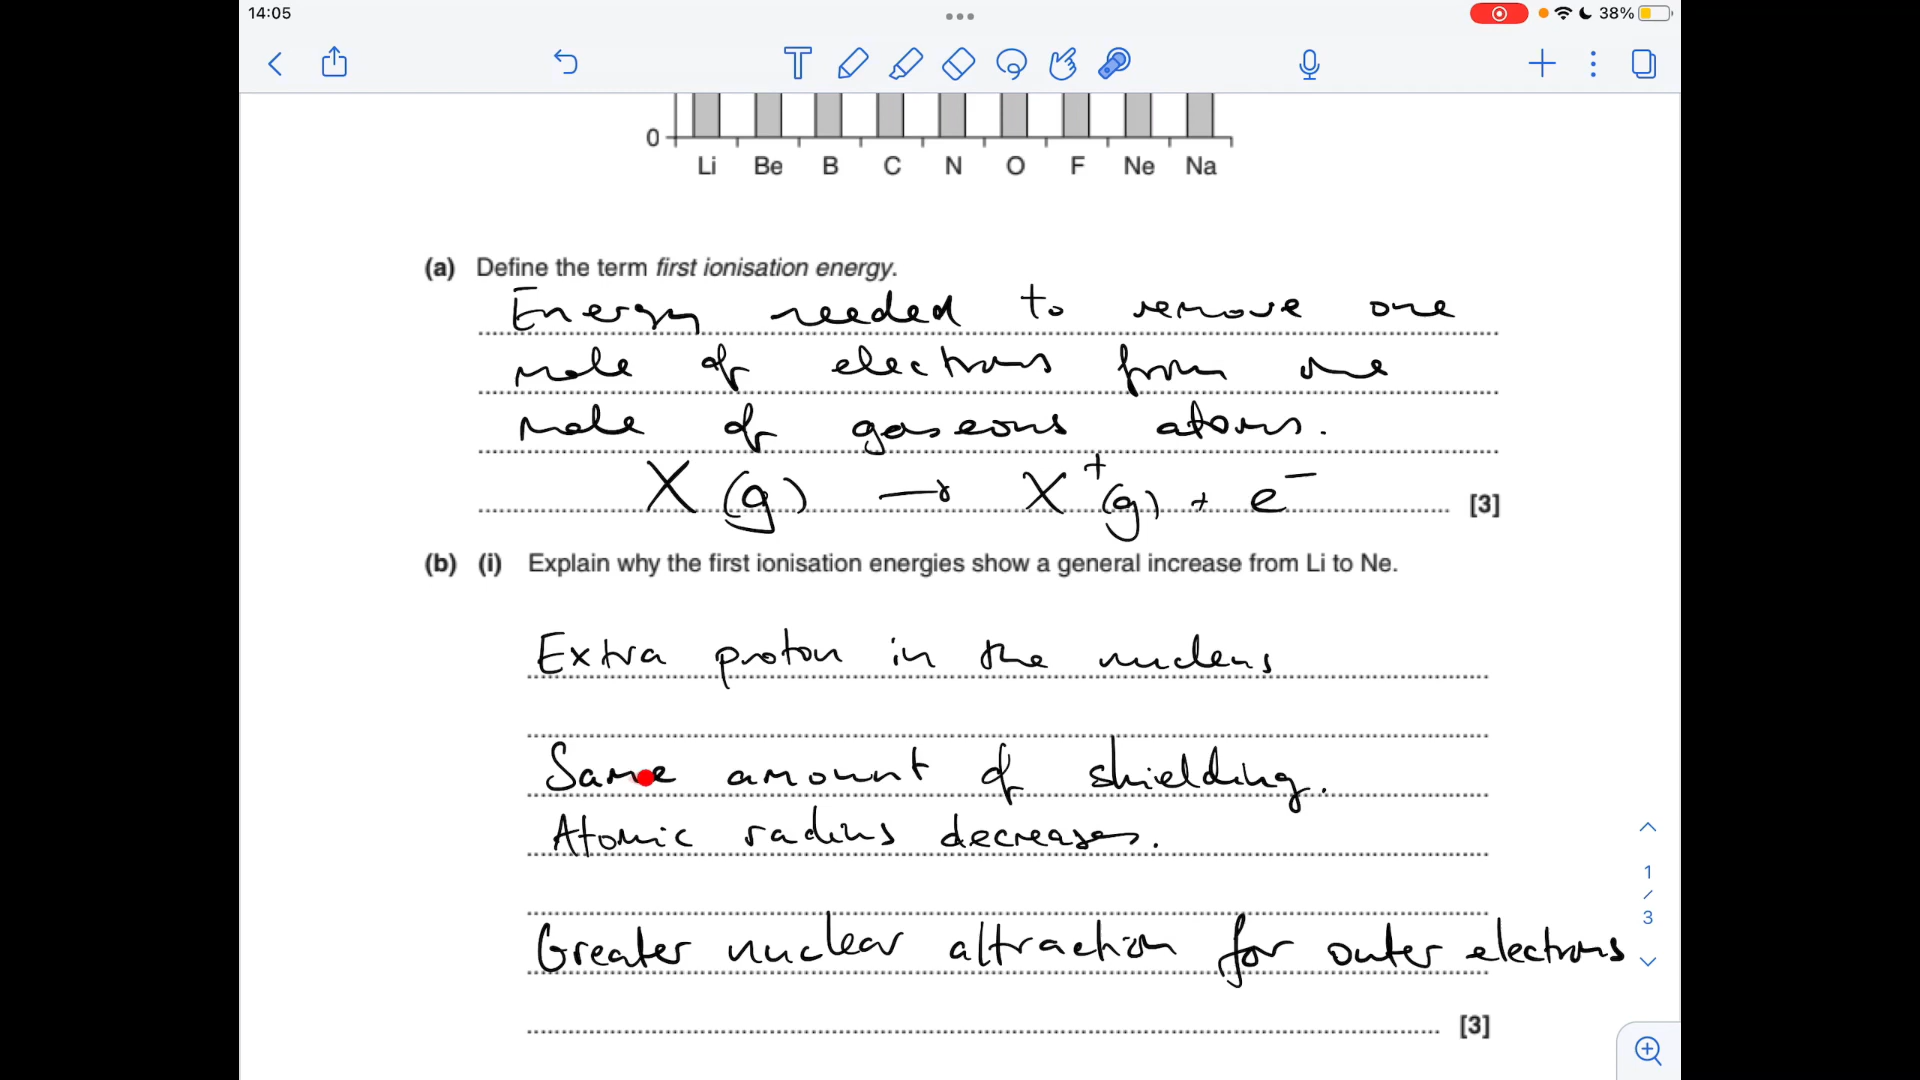 14:05
38%
T
0
Li Be B C N O F Ne Na
(a) Define the term first ionisation energy.
Energy needed to remove one
mole of electrons from one
mole of gaseous atoms.
X (g) → X⁺(g) + e⁻ [3]
(b) (i) Explain why the first ionisation energies show a general increase from Li to Ne.
Extra proton in the nucleus
Same amount of shielding.
Atomic radius decreases.
1
/
3
Greater nuclear attraction for outer electrons
[3]